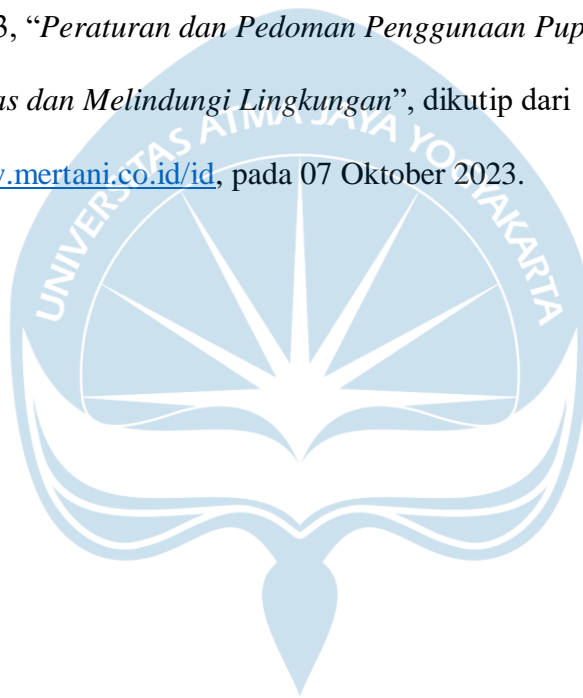 3, “Peraturan dan Pedoman Penggunaan Pup
as dan Melindungi Lingkungan”, dikutip dari
.mertani.co.id/id, pada 07 Oktober 2023.
UNIVERSITAS ATMA JAYA YOGYAKARTA